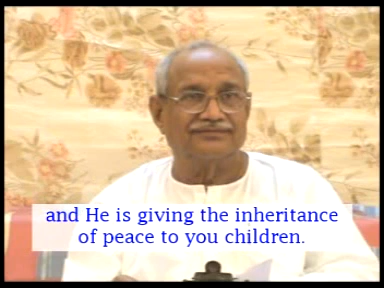 and He is giving the inheritance
of peace to you children.